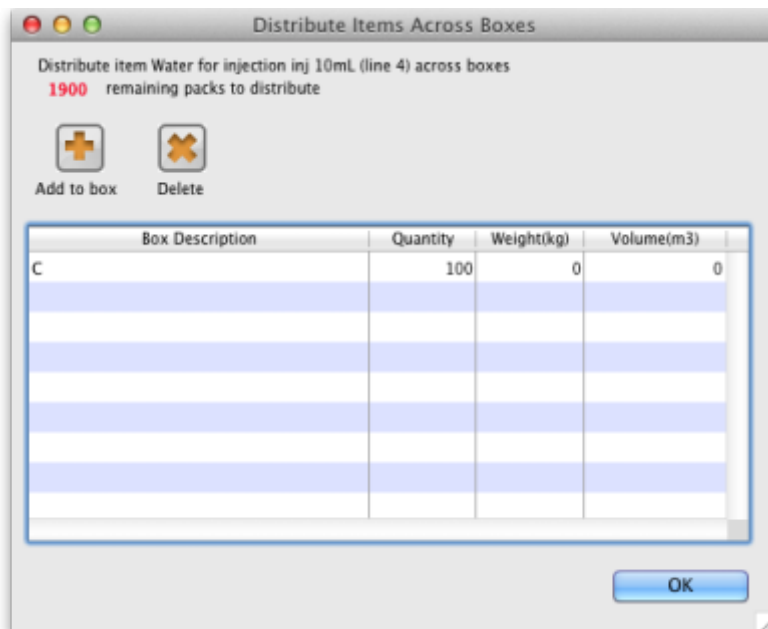 Distribute Items Across Boxes
Distribute item Water for injection inj 10mL (line 4) across boxes
1900 remaining packs to distribute
Add to box Delete
Box Description Quantity Weight(kg) Volume(m3)
C 100 0 0
OK